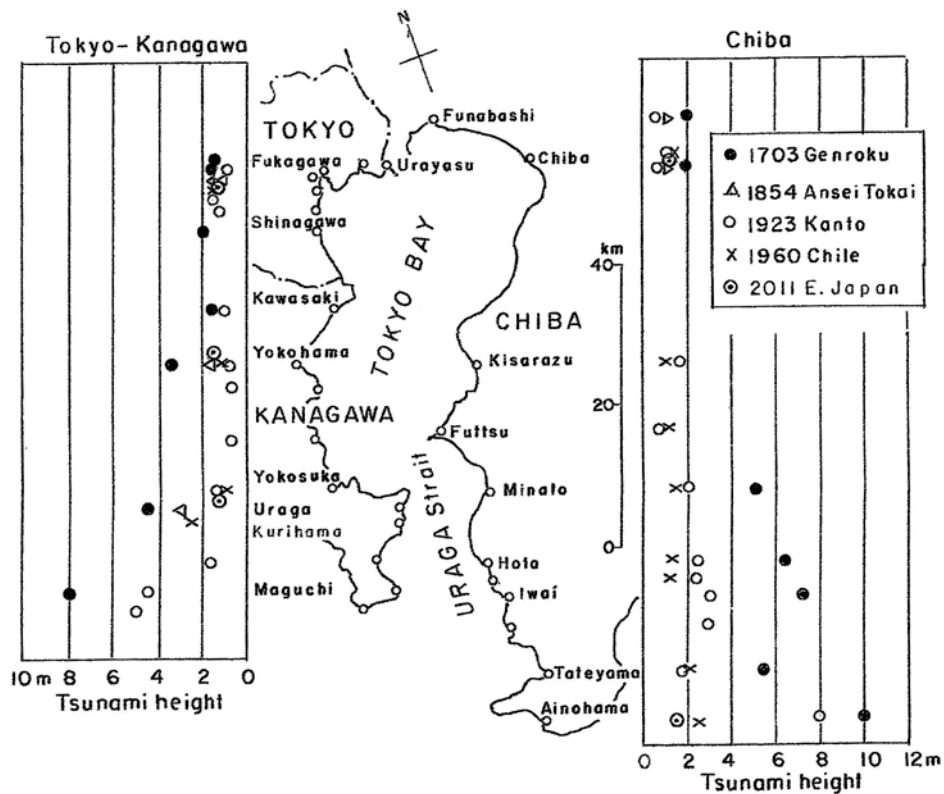 Tokyo-Kanagawa
N
Chiba
TOKYO
Funabashi
Fukagawa
Urayasu
Chiba
1703 Genroku
1854 Ansei Tokai
1923 Kanto
1960 Chile
2011 E. Japan
Shinagawa
TOKYO BAY
km
40
Kawasaki
CHIBA
Yokohama
Kisarazu
KANAGAWA
20
Futtsu
Yokosuka
Minato
Uraga
URAGA Strait
Kurihama
0
Hota
Maguchi
Iwai
10 m 8 6 4 2 0
Tsunami height
Tateyama
Ainohama
0 2 4 6 8 10 12 m
Tsunami height